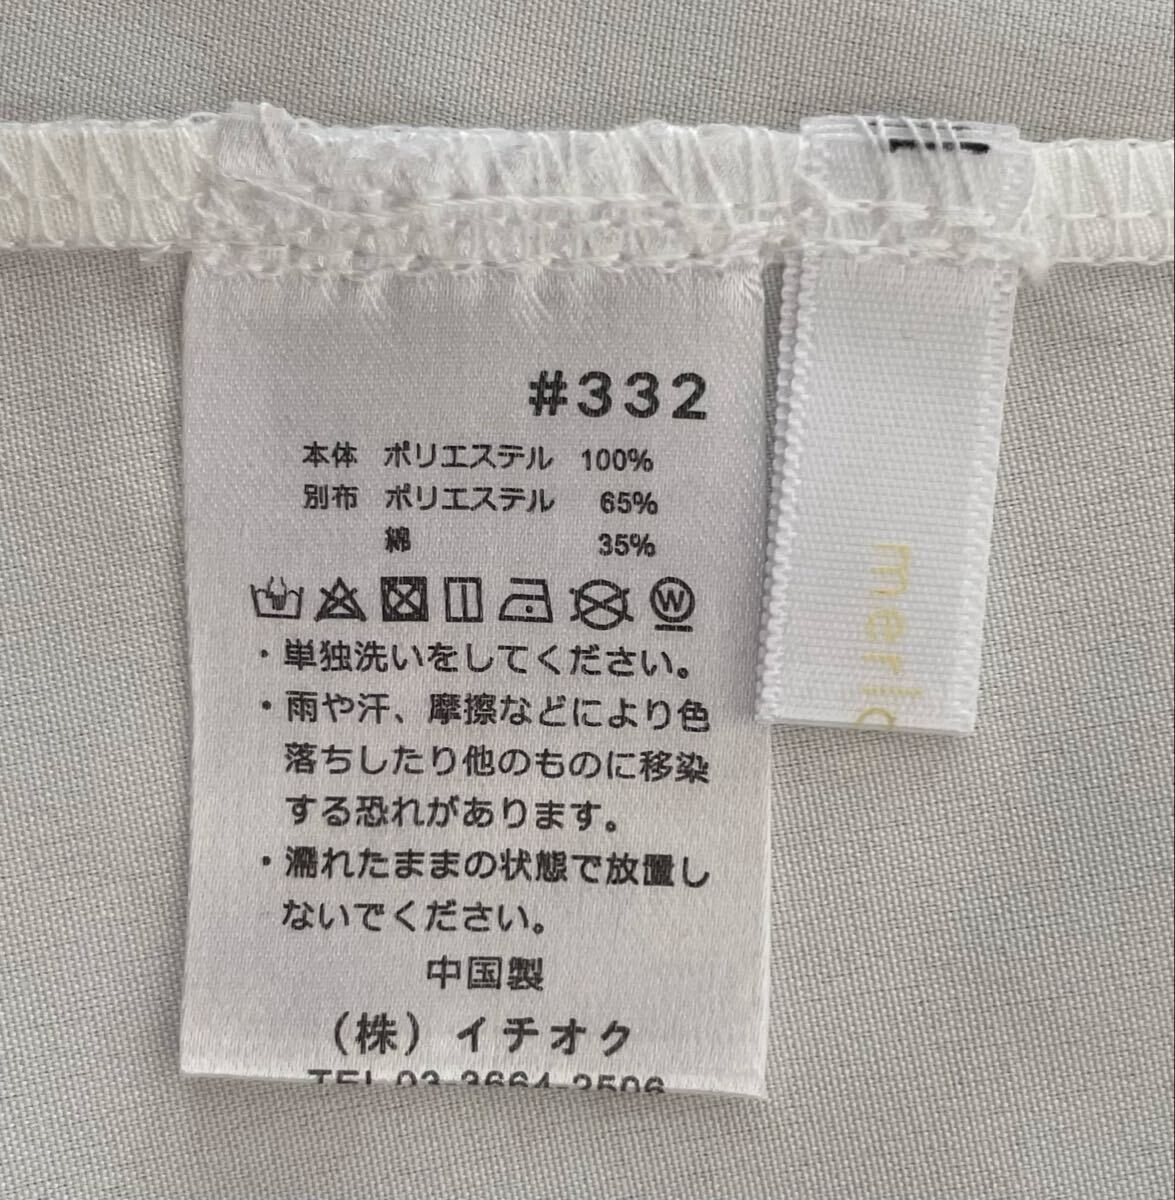 #332
本体 ポリエステル 100%
別布 ポリエステル 65%
綿 35%
W
・単独洗いをしてください。
・雨や汗、摩擦などにより色
落ちしたり他のものに移染
する恐れがあります。
・濡れたままの状態で放置し
ないでください。
中国製
(株)イチオク
TEL 03-3664-2506